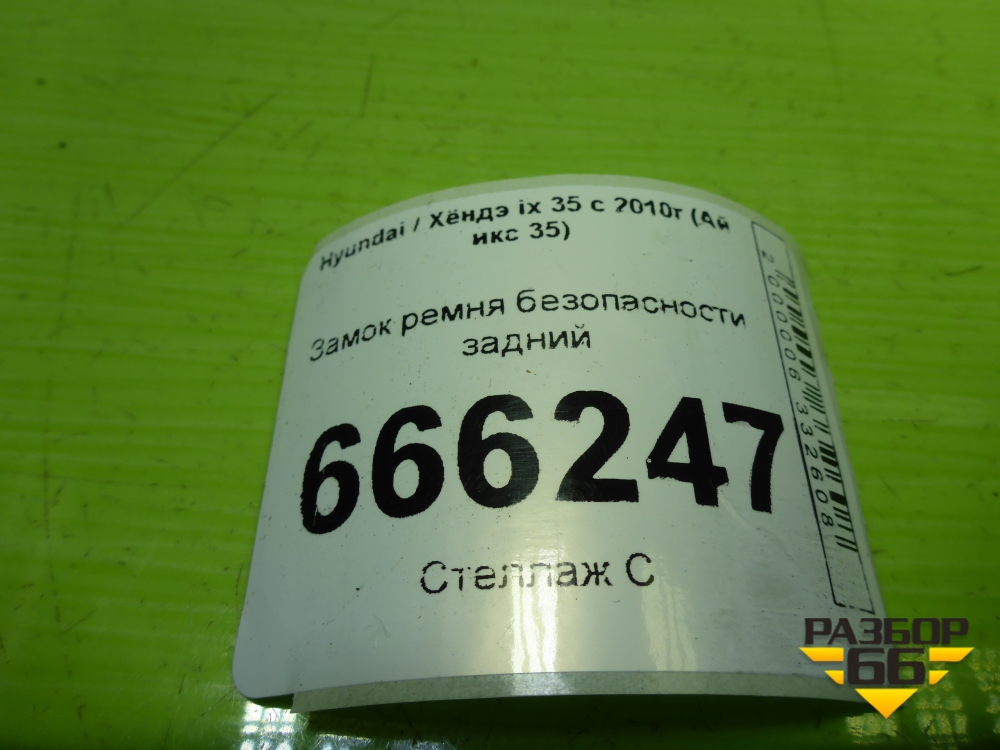 Hyundai / Хёндэ ix 35 с 2010г (Ай
икс 35)
Замок ремня безопасности
задний
666247
Стеллаж С
2000006332608
РАЗБОР
66